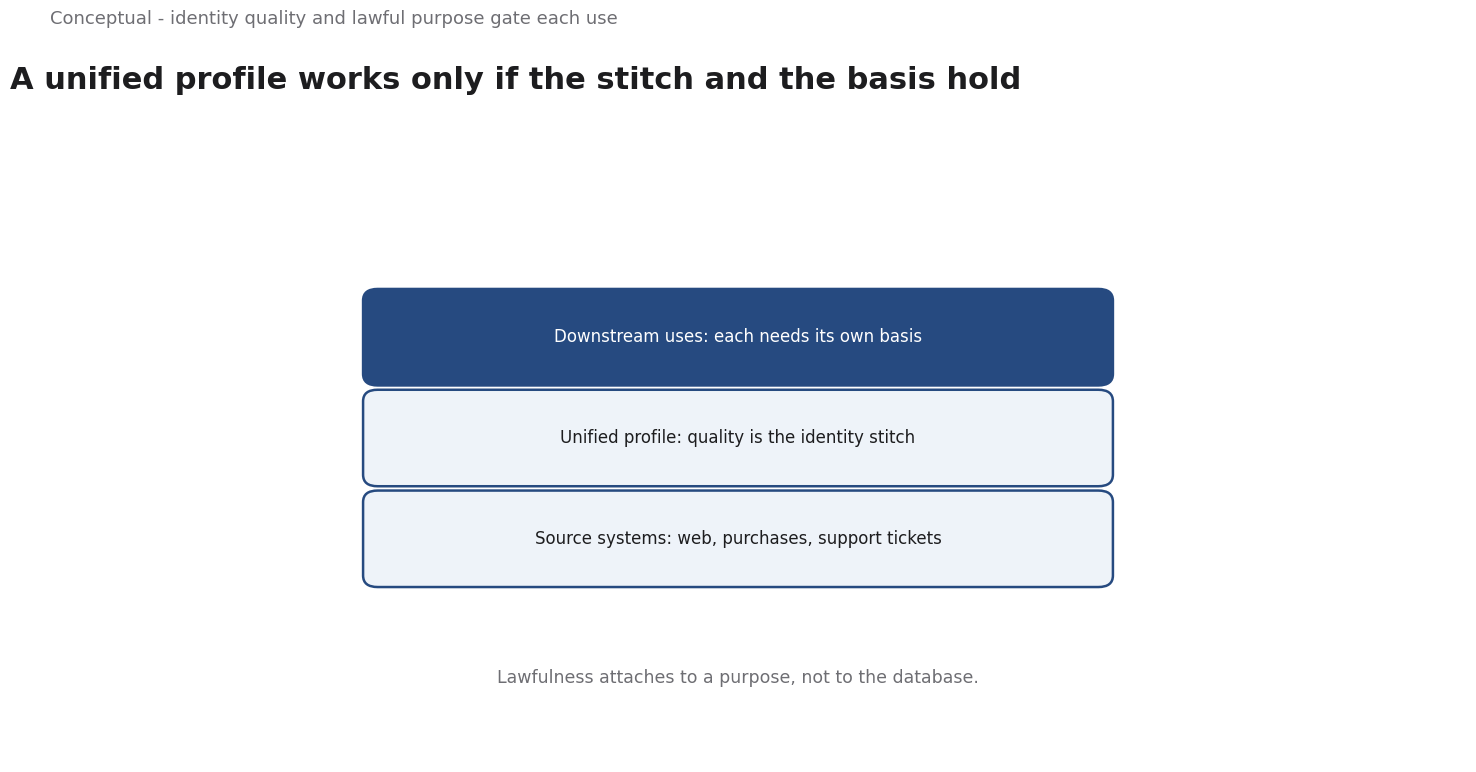 Conceptual - identity quality and lawful purpose gate each use
A unified profile works only if the stitch and the basis hold
Downstream uses: each needs its own basis
Unified profile: quality is the identity stitch
Source systems: web, purchases, support tickets
Lawfulness attaches to a purpose, not to the database.